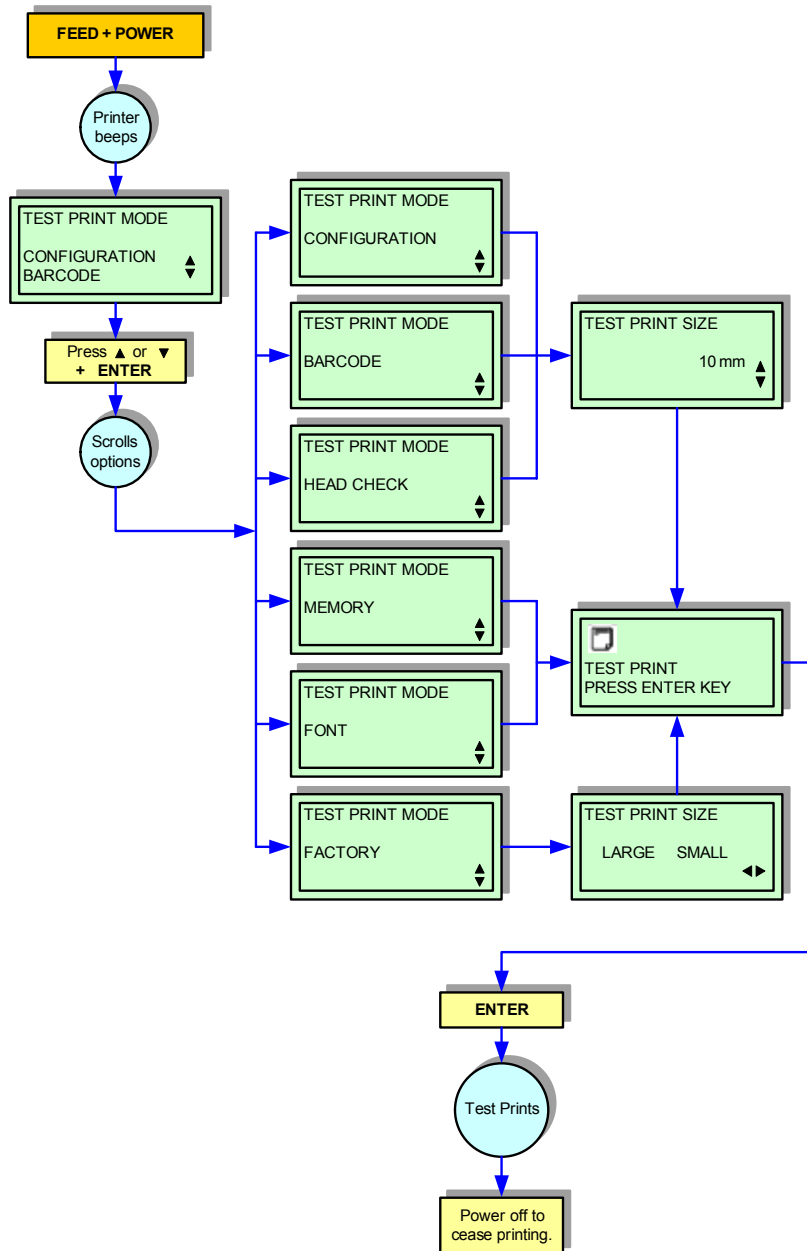 FEED + POWER
Printer
beeps
TEST PRINT MODE
CONFIGURATION
BARCODE
Press ▲ or ▼
+ ENTER
Scrolls
options
TEST PRINT MODE
CONFIGURATION
TEST PRINT MODE
BARCODE
TEST PRINT MODE
HEAD CHECK
TEST PRINT MODE
MEMORY
TEST PRINT MODE
FONT
TEST PRINT MODE
FACTORY
TEST PRINT SIZE
10 mm
TEST PRINT
PRESS ENTER KEY
TEST PRINT SIZE
LARGE SMALL
ENTER
Test Prints
Power off to
cease printing.